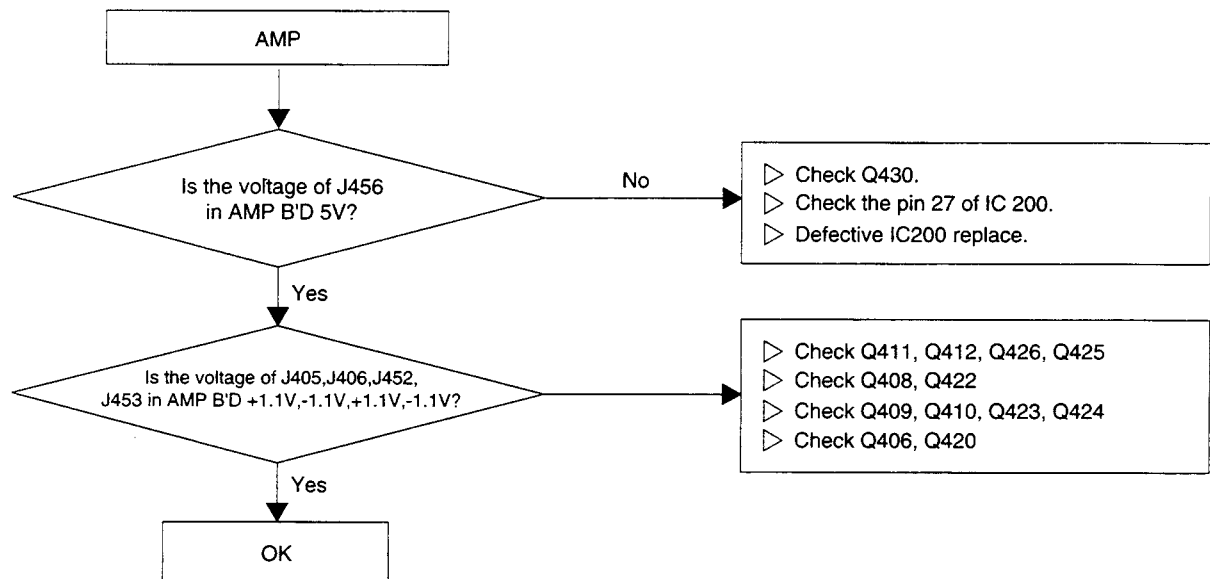 AMP
Is the voltage of J456
in AMP B'D 5V?
No
▷ Check Q430.
▷ Check the pin 27 of IC 200.
▷ Defective IC200 replace.
Yes
Is the voltage of J405,J406,J452,
J453 in AMP B'D +1.1V,-1.1V,+1.1V,-1.1V?
▷ Check Q411, Q412, Q426, Q425
▷ Check Q408, Q422
▷ Check Q409, Q410, Q423, Q424
▷ Check Q406, Q420
Yes
OK